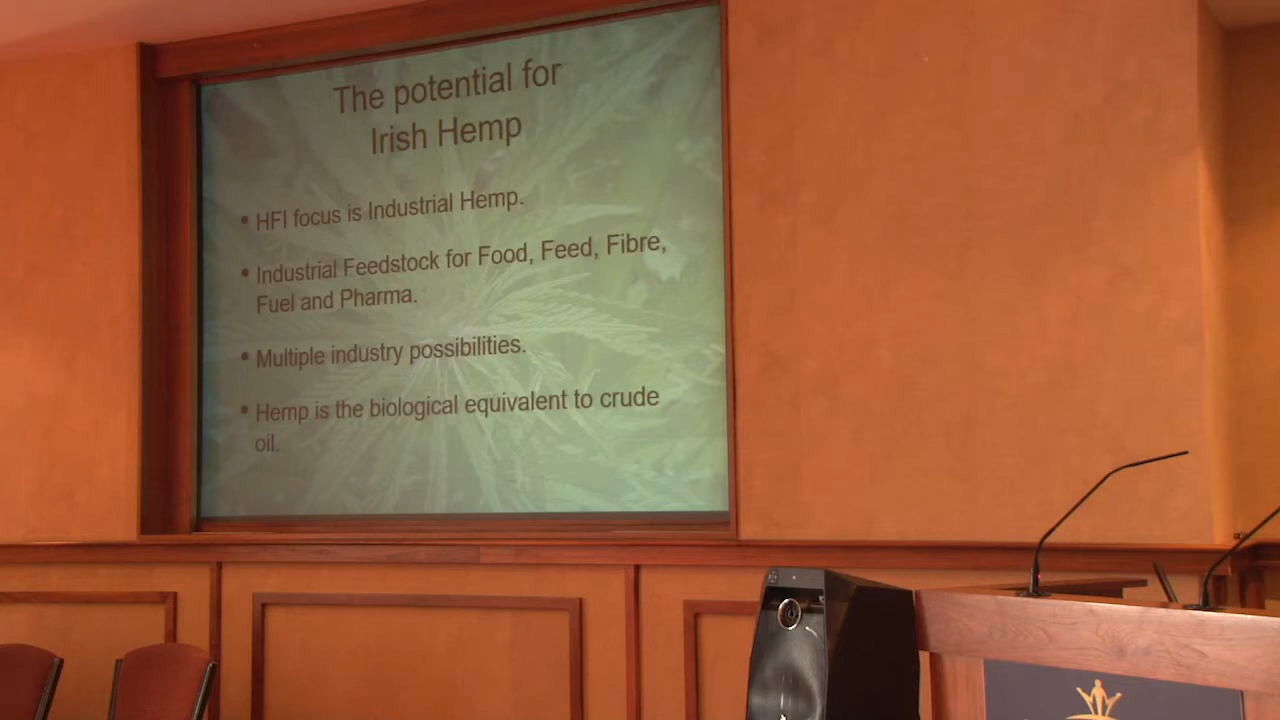 The potential for
Irish Hemp
• HFI focus is Industrial Hemp.
• Industrial Feedstock for Food, Feed, Fibre,
Fuel and Pharma.
• Multiple industry possibilities.
• Hemp is the biological equivalent to crude
oil.